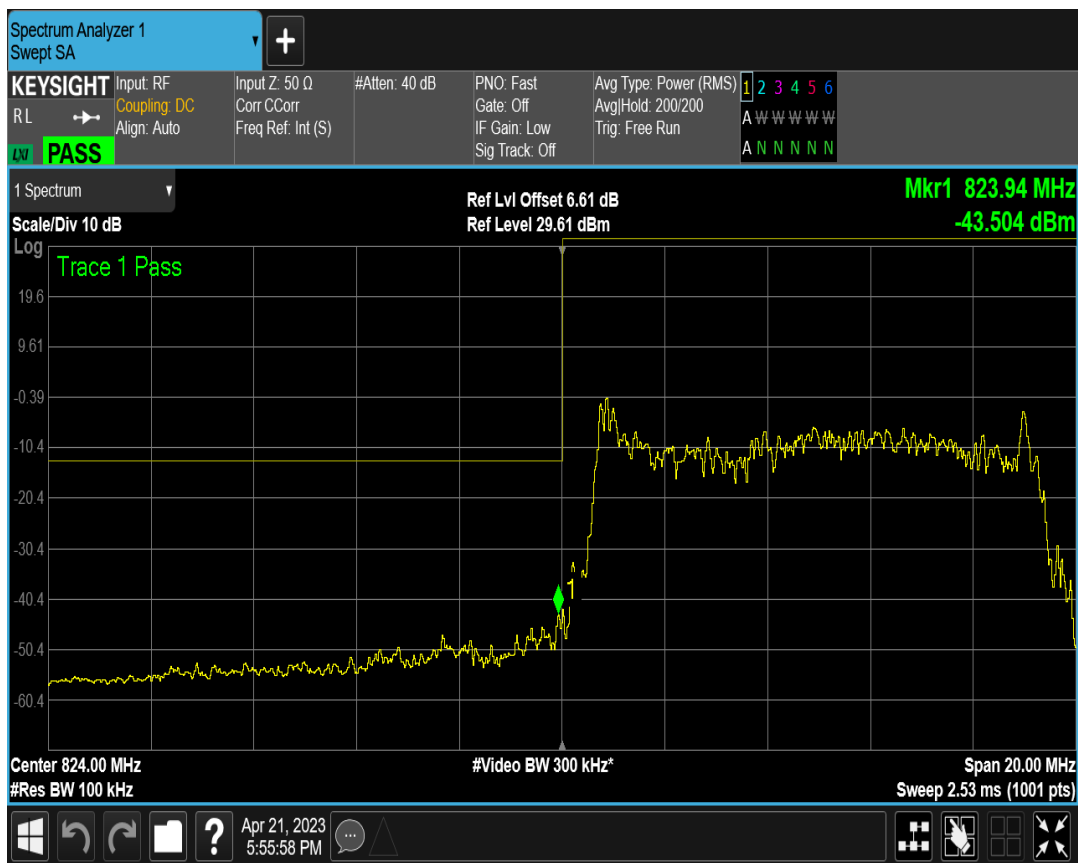 Spectrum Analyzer 1
Swept SA
+
KEYSIGHT
RL
LXI PASS
Input: RF
Coupling: DC
Align: Auto
Input Z: 50 Ω
Corr CCorr
Freq Ref: Int (S)
#Atten: 40 dB
PNO: Fast
Gate: Off
IF Gain: Low
Sig Track: Off
Avg Type: Power (RMS)
Avg|Hold: 200/200
Trig: Free Run
1 2 3 4 5 6
A W W W W W
A N N N N N
1 Spectrum
Scale/Div 10 dB
Ref Lvl Offset 6.61 dB
Ref Level 29.61 dBm
Mkr1 823.94 MHz
-43.504 dBm
Log
Trace 1 Pass
19.6
9.61
-0.39
-10.4
-20.4
-30.4
-40.4
-50.4
-60.4
1
Center 824.00 MHz
#Res BW 100 kHz
#Video BW 300 kHz*
Span 20.00 MHz
Sweep 2.53 ms (1001 pts)
?
Apr 21, 2023
5:55:58 PM